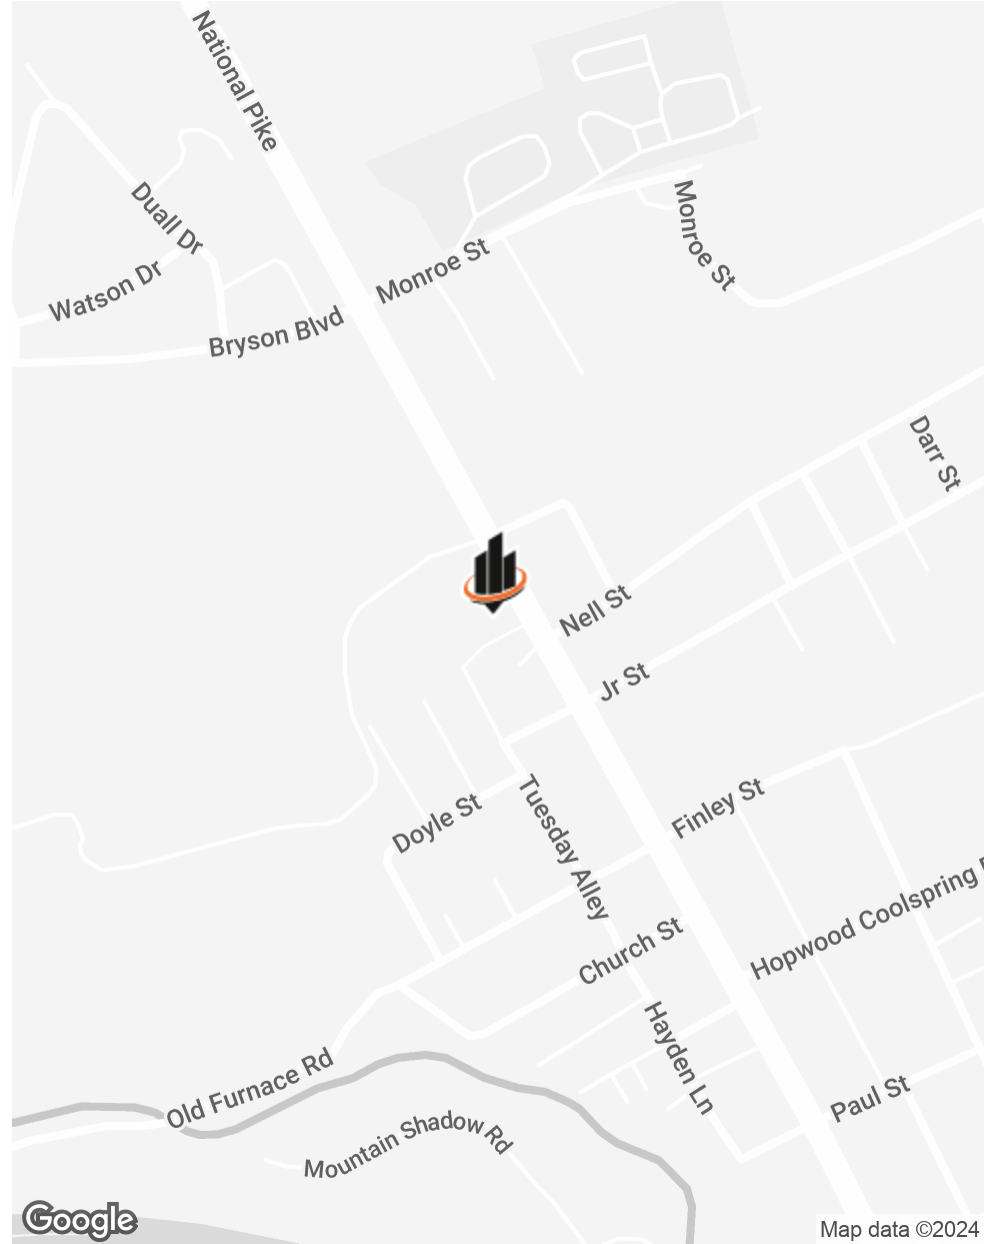 National Pike
Duall Dr
Monroe St
Monroe St
Watson Dr
Bryson Blvd
Darr St
Nell St
Jr St
Tuesday Alley
Finley St
Doyle St
Hopwood Coolspring
Church St
Hayden Ln
Old Furnace Rd
Paul St
Mountain Shadow Rd
Google
Map data ©2024